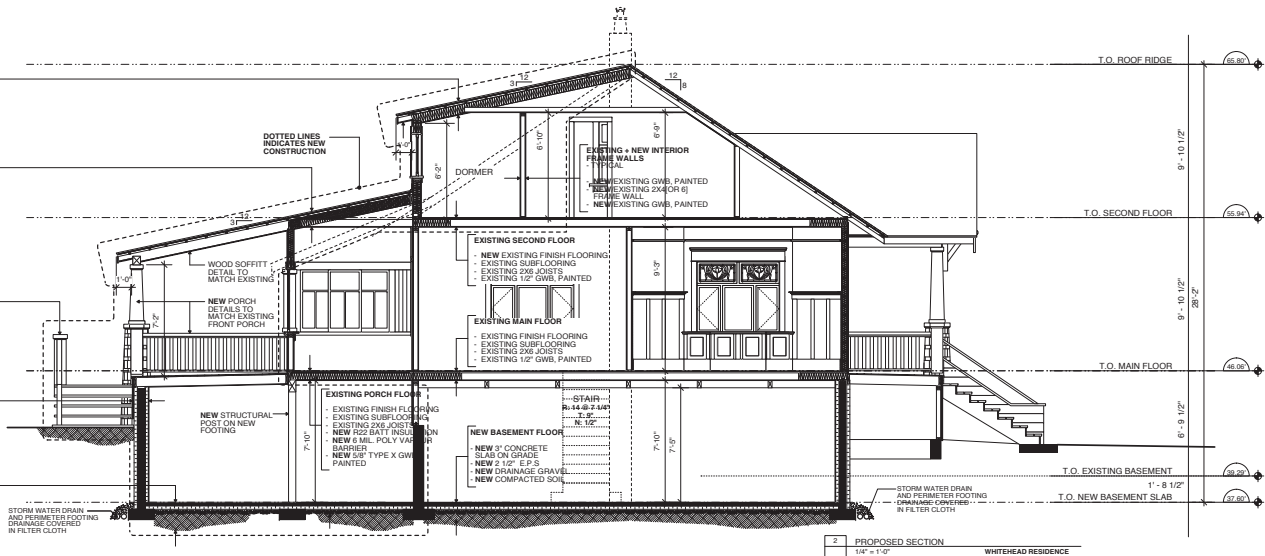 T.O. ROOF RIDGE
65.80'
12
3
12
8
DOTTED LINES
INDICATES NEW
CONSTRUCTION
1'-0"
6'-2"
DORMER
6'-10"
6'-9"
EXISTING + NEW INTERIOR
FRAME WALLS
- TYPICAL
- NEW/EXISTING GWB, PAINTED
- NEW/EXISTING 2X4[OR 6]
FRAME WALL
- NEW/EXISTING GWB, PAINTED
9' - 10 1/2"
T.O. SECOND FLOOR
55.94'
12
3
WOOD SOFFITT
DETAIL TO
MATCH EXISTING
1'-0"
7'-2"
NEW PORCH
DETAILS TO
MATCH EXISTING
FRONT PORCH
EXISTING SECOND FLOOR
- NEW EXISTING FINISH FLOORING
- EXISTING SUBFLOORING
- EXISTING 2X6 JOISTS
- EXISTING 1/2" GWB, PAINTED
9'-3"
EXISTING MAIN FLOOR
- EXISTING FINISH FLOORING
- EXISTING SUBFLOORING
- EXISTING 2X6 JOISTS
- EXISTING 1/2" GWB, PAINTED
9' - 10 1/2"
28'-2"
T.O. MAIN FLOOR
46.06'
NEW STRUCTURAL
POST ON NEW
FOOTING
7'-10"
EXISTING PORCH FLOOR
- EXISTING FINISH FLOORING
- EXISTING SUBFLOORING
- EXISTING 2X6 JOISTS
- NEW R22 BATT INSULATION
- NEW 6 MIL. POLY VAPOUR
BARRIER
- NEW 5/8" TYPE X GWB
PAINTED
STAIR
R: 14 @ 7 1/4"
T: 9"
N: 1/2"
NEW BASEMENT FLOOR
- NEW 3" CONCRETE
SLAB ON GRADE
- NEW 2 1/2" E.P.S
- NEW DRAINAGE GRAVEL
- NEW COMPACTED SOIL
7'-10"
7'-5"
6' - 9 1/2"
T.O. EXISTING BASEMENT
39.29'
1' - 8 1/2"
T.O. NEW BASEMENT SLAB
37.60'
STORM WATER DRAIN
AND PERIMETER FOOTING
DRAINAGE COVERED
IN FILTER CLOTH
STORM WATER DRAIN
AND PERIMETER FOOTING
DRAINAGE COVERED
IN FILTER CLOTH
2 PROPOSED SECTION
1/4" = 1'-0" WHITEHEAD RESIDENCE